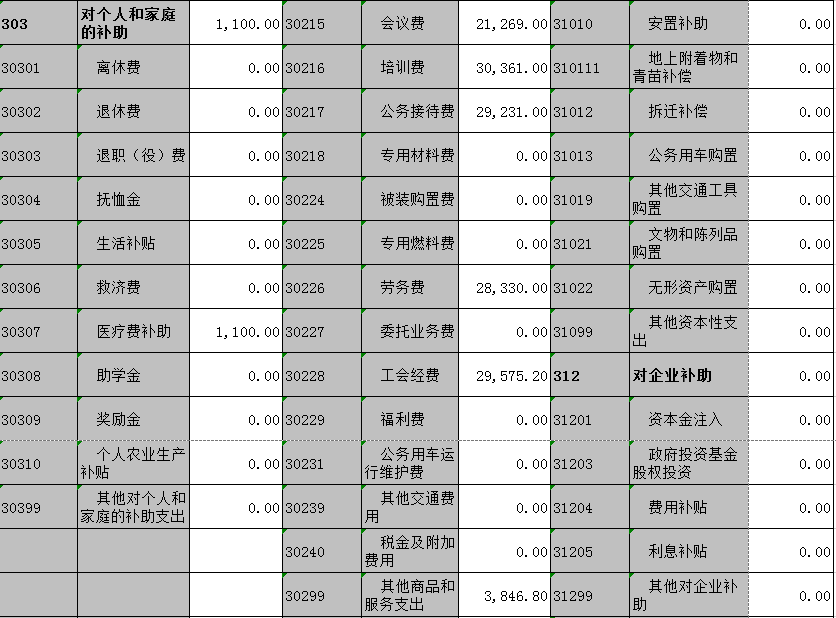 303 对个人和家庭的补助 1,100.00 30215 会议费 21,269.00 31010 安置补助 0.00
30301 离休费 0.00 30216 培训费 30,361.00 310111 地上附着物和青苗补偿 0.00
30302 退休费 0.00 30217 公务接待费 29,231.00 31012 拆迁补偿 0.00
30303 退职（役）费 0.00 30218 专用材料费 0.00 31013 公务用车购置 0.00
30304 抚恤金 0.00 30224 被装购置费 0.00 31019 其他交通工具购置 0.00
30305 生活补贴 0.00 30225 专用燃料费 0.00 31021 文物和陈列品购置 0.00
30306 救济费 0.00 30226 劳务费 28,330.00 31022 无形资产购置 0.00
30307 医疗费补助 1,100.00 30227 委托业务费 0.00 31099 其他资本性支出 0.00
30308 助学金 0.00 30228 工会经费 29,575.20 312 对企业补助 0.00
30309 奖励金 0.00 30229 福利费 0.00 31201 资本金注入 0.00
30310 个人农业生产补贴 0.00 30231 公务用车运行维护费 0.00 31203 政府投资基金股权投资 0.00
30399 其他对个人和家庭的补助支出 0.00 30239 其他交通费用 0.00 31204 费用补贴 0.00
30240 税金及附加费用 0.00 31205 利息补贴 0.00
30299 其他商品和服务支出 3,846.80 31299 其他对企业补助 0.00